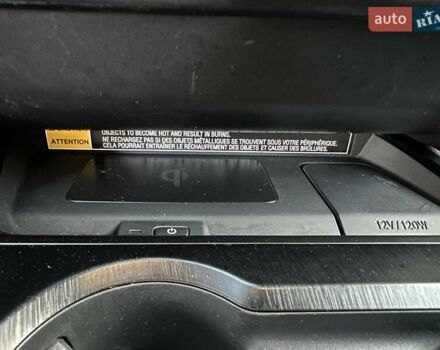 auto RIA
OBJECTS TO BECOME HOT AND RESULT IN BURNS.
ATTENTION
NE RECHARGEZ PAS SI DES OBJETS MÉTALLIQUES SE TROUVENT SOUS VOTRE PÉRIPHÉRIQUE.
CELA POURRAIT ENTRAÎNER LE RÉCHAUFFEMENT DES OBJETS ET CAUSER DES BRÛLURES.
12V/120W